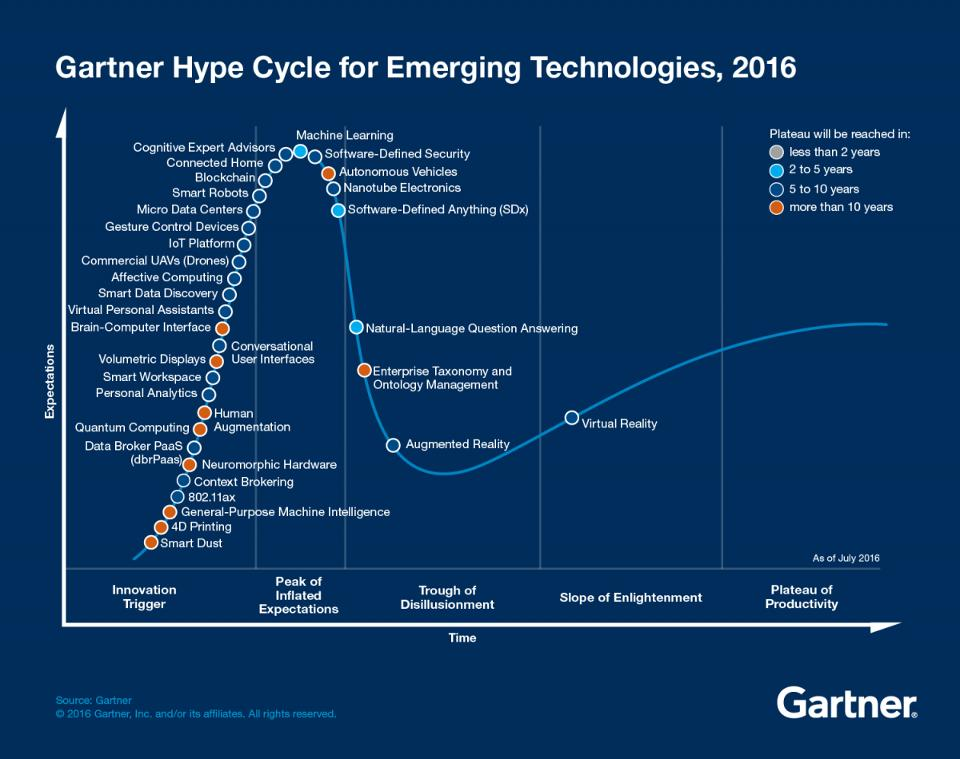 Gartner Hype Cycle for Emerging Technologies, 2016
Plateau will be reached in:
less than 2 years
2 to 5 years
5 to 10 years
more than 10 years
Expectations
Machine Learning
Cognitive Expert Advisors
Software-Defined Security
Connected Home
Autonomous Vehicles
Blockchain
Nanotube Electronics
Smart Robots
Micro Data Centers
Software-Defined Anything (SDx)
Gesture Control Devices
IoT Platform
Commercial UAVs (Drones)
Affective Computing
Smart Data Discovery
Virtual Personal Assistants
Brain-Computer Interface
Natural-Language Question Answering
Conversational
User Interfaces
Volumetric Displays
Enterprise Taxonomy and
Ontology Management
Smart Workspace
Personal Analytics
Human
Augmentation
Quantum Computing
Virtual Reality
Data Broker PaaS
(dbrPaas)
Augmented Reality
Neuromorphic Hardware
Context Brokering
802.11ax
General-Purpose Machine Intelligence
4D Printing
Smart Dust
As of July 2016
Innovation
Trigger
Peak of
Inflated
Expectations
Trough of
Disillusionment
Slope of Enlightenment
Plateau of
Productivity
Time
Source: Gartner
© 2016 Gartner, Inc. and/or its affiliates. All rights reserved.
Gartner®